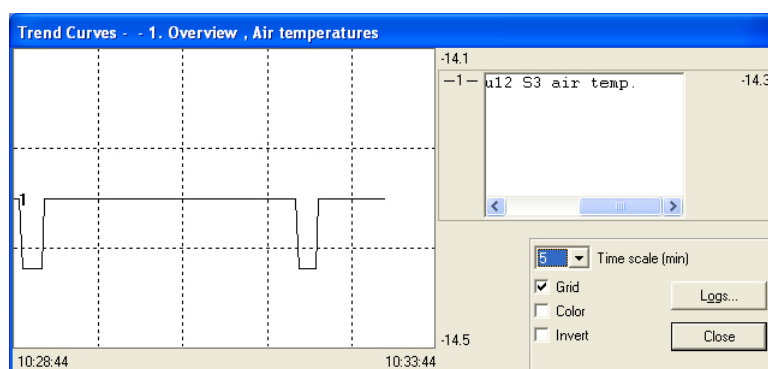 Trend Curves - - 1. Overview , Air temperatures
-14.1
1 u12 S3 air temp. -14.3
1
5 Time scale (min)
Grid
Color
Invert
Logs...
Close
-14.5
10:28:44 10:33:44